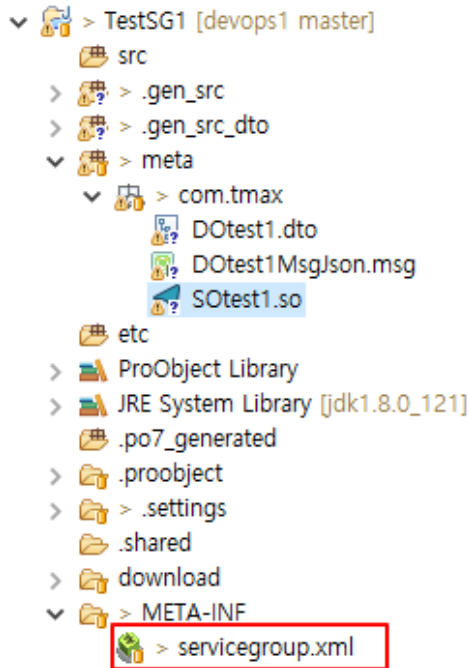 > TestSG1 [devops1 master]
src
> .gen_src
> .gen_src_dto
> meta
> com.tmax
DOtest1.dto
DOtest1MsgJson.msg
SOtest1.so
etc
ProObject Library
JRE System Library [jdk1.8.0_121]
.po7_generated
.proobject
> .settings
.shared
download
> META-INF
> servicegroup.xml